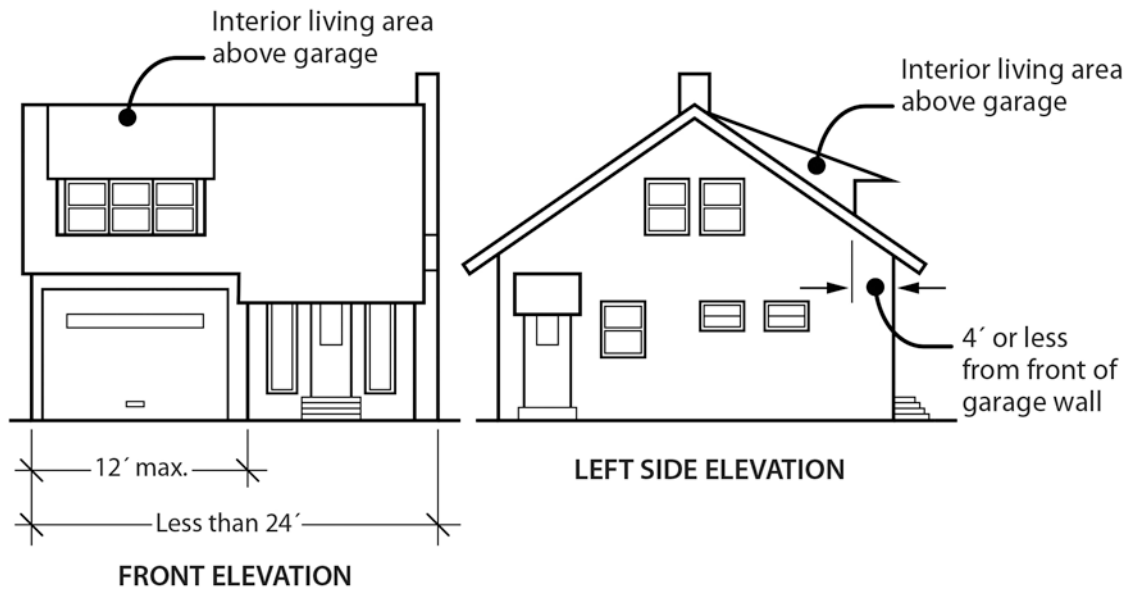 Interior living area
above garage
Interior living area
above garage
4´ or less
from front of
garage wall
12´ max.
Less than 24´
LEFT SIDE ELEVATION
FRONT ELEVATION